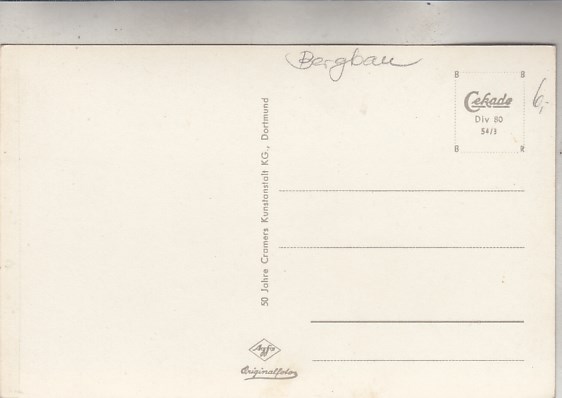 Bergbau
B B
Cekade
Div 80
54/3
B R
6,-
50 Jahre Cramers Kunstanstalt KG., Dortmund
Agfa
Originalfoto